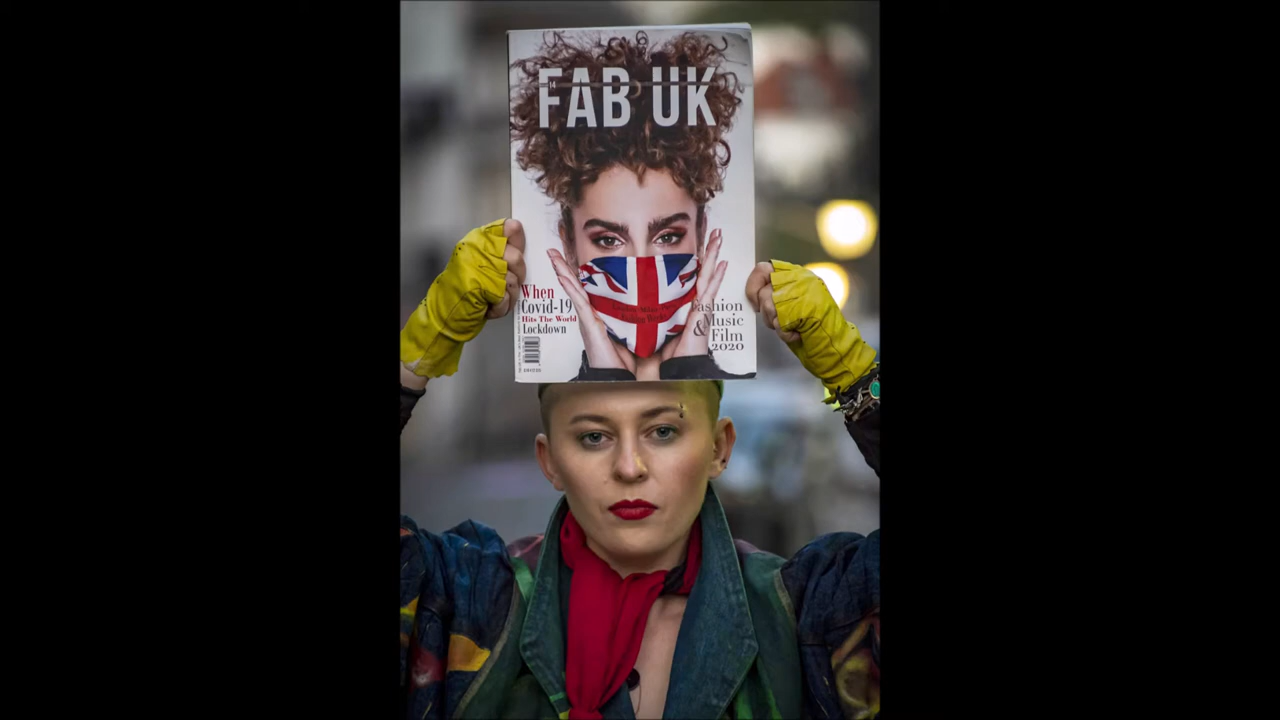 FAB UK
When
Covid-19
Hits The World
Lockdown
Fashion
Music
& Film
2020